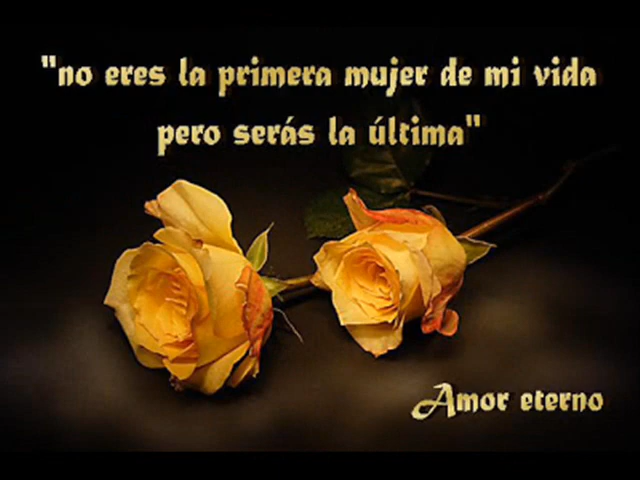 "no eres la primera mujer de mi vida
pero serás la última"
Amor eterno